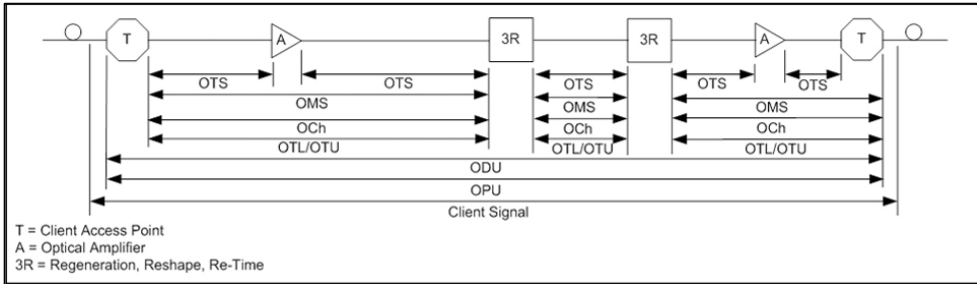 T A 3R 3R A T
OTS OTS OTS OTS OTS
OMS OMS OMS
OCh OCh OCh
OTL/OTU OTL/OTU OTL/OTU
ODU
OPU
Client Signal
T = Client Access Point
A = Optical Amplifier
3R = Regeneration, Reshape, Re-Time